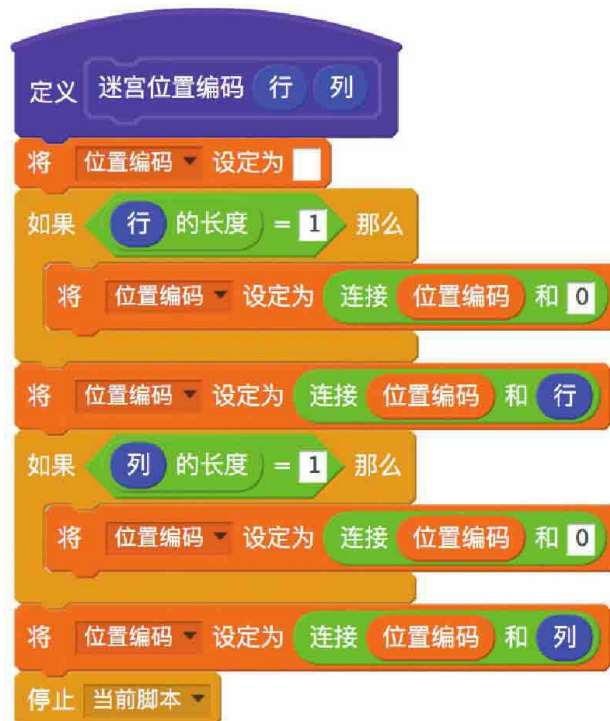 定义 迷宫位置编码 行 列
将 位置编码 设定为
如果 行 的长度 = 1 那么
将 位置编码 设定为 连接 位置编码 和 0
将 位置编码 设定为 连接 位置编码 和 行
如果 列 的长度 = 1 那么
将 位置编码 设定为 连接 位置编码 和 0
将 位置编码 设定为 连接 位置编码 和 列
停止 当前脚本